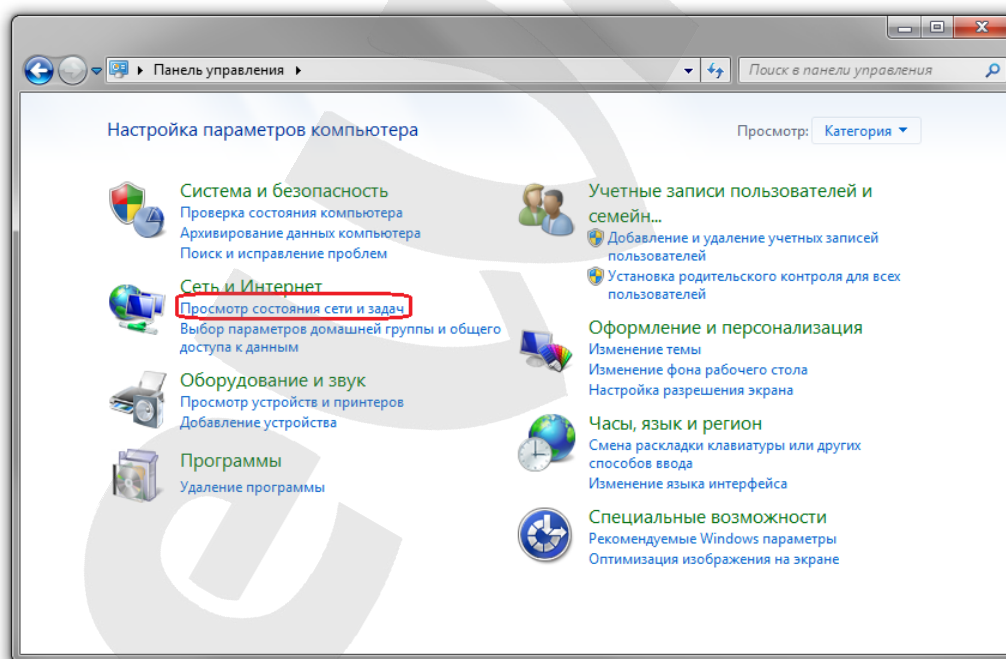 Панель управления
Поиск в панели управления
Настройка параметров компьютера
Просмотр: Категория
Система и безопасность
Проверка состояния компьютера
Архивирование данных компьютера
Поиск и исправление проблем
Сеть и Интернет
Просмотр состояния сети и задач
Выбор параметров домашней группы и общего
доступа к данным
Оборудование и звук
Просмотр устройств и принтеров
Добавление устройства
Программы
Удаление программы
Учетные записи пользователей и
семейн...
Добавление и удаление учетных записей
пользователей
Установка родительского контроля для всех
пользователей
Оформление и персонализация
Изменение темы
Изменение фона рабочего стола
Настройка разрешения экрана
Часы, язык и регион
Смена раскладки клавиатуры или других
способов ввода
Изменение языка интерфейса
Специальные возможности
Рекомендуемые Windows параметры
Оптимизация изображения на экране